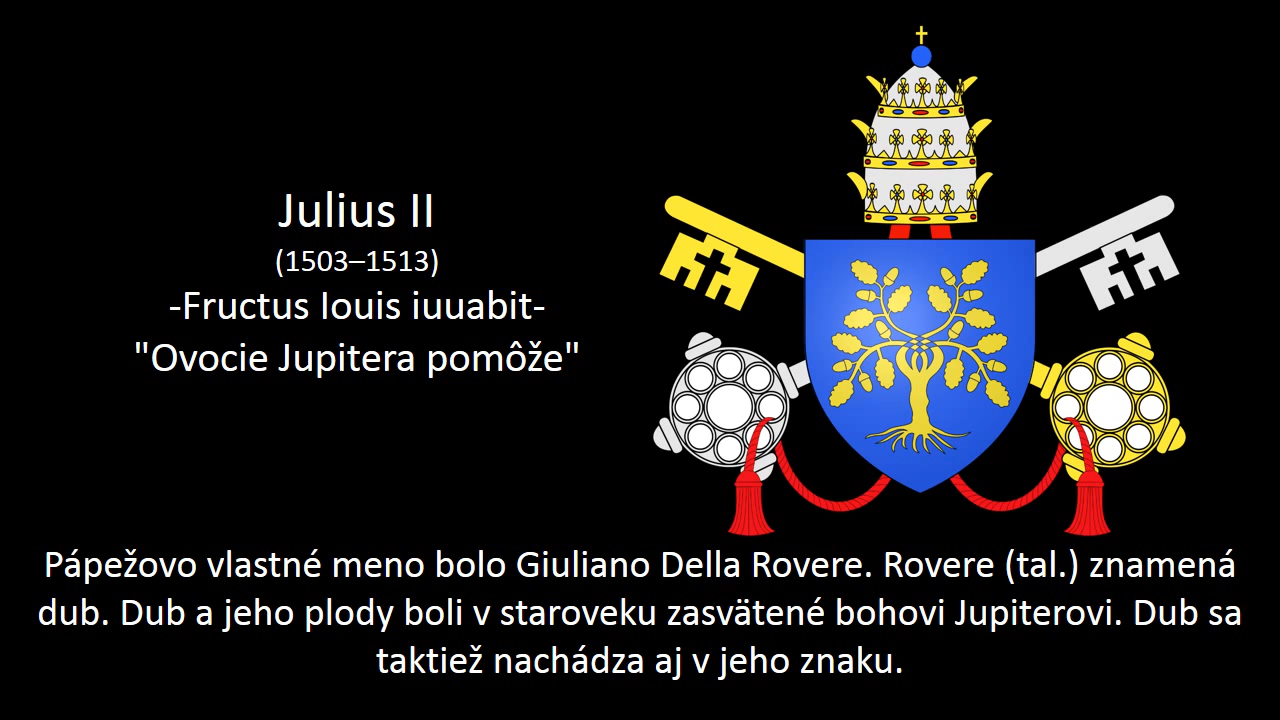 Julius II
(1503–1513)
-Fructus Iouis iuuabit-
"Ovocie Jupitera pomôže"
Pápežovo vlastné meno bolo Giuliano Della Rovere. Rovere (tal.) znamená
dub. Dub a jeho plody boli v staroveku zasvätené bohovi Jupiterovi. Dub sa
taktiež nachádza aj v jeho znaku.